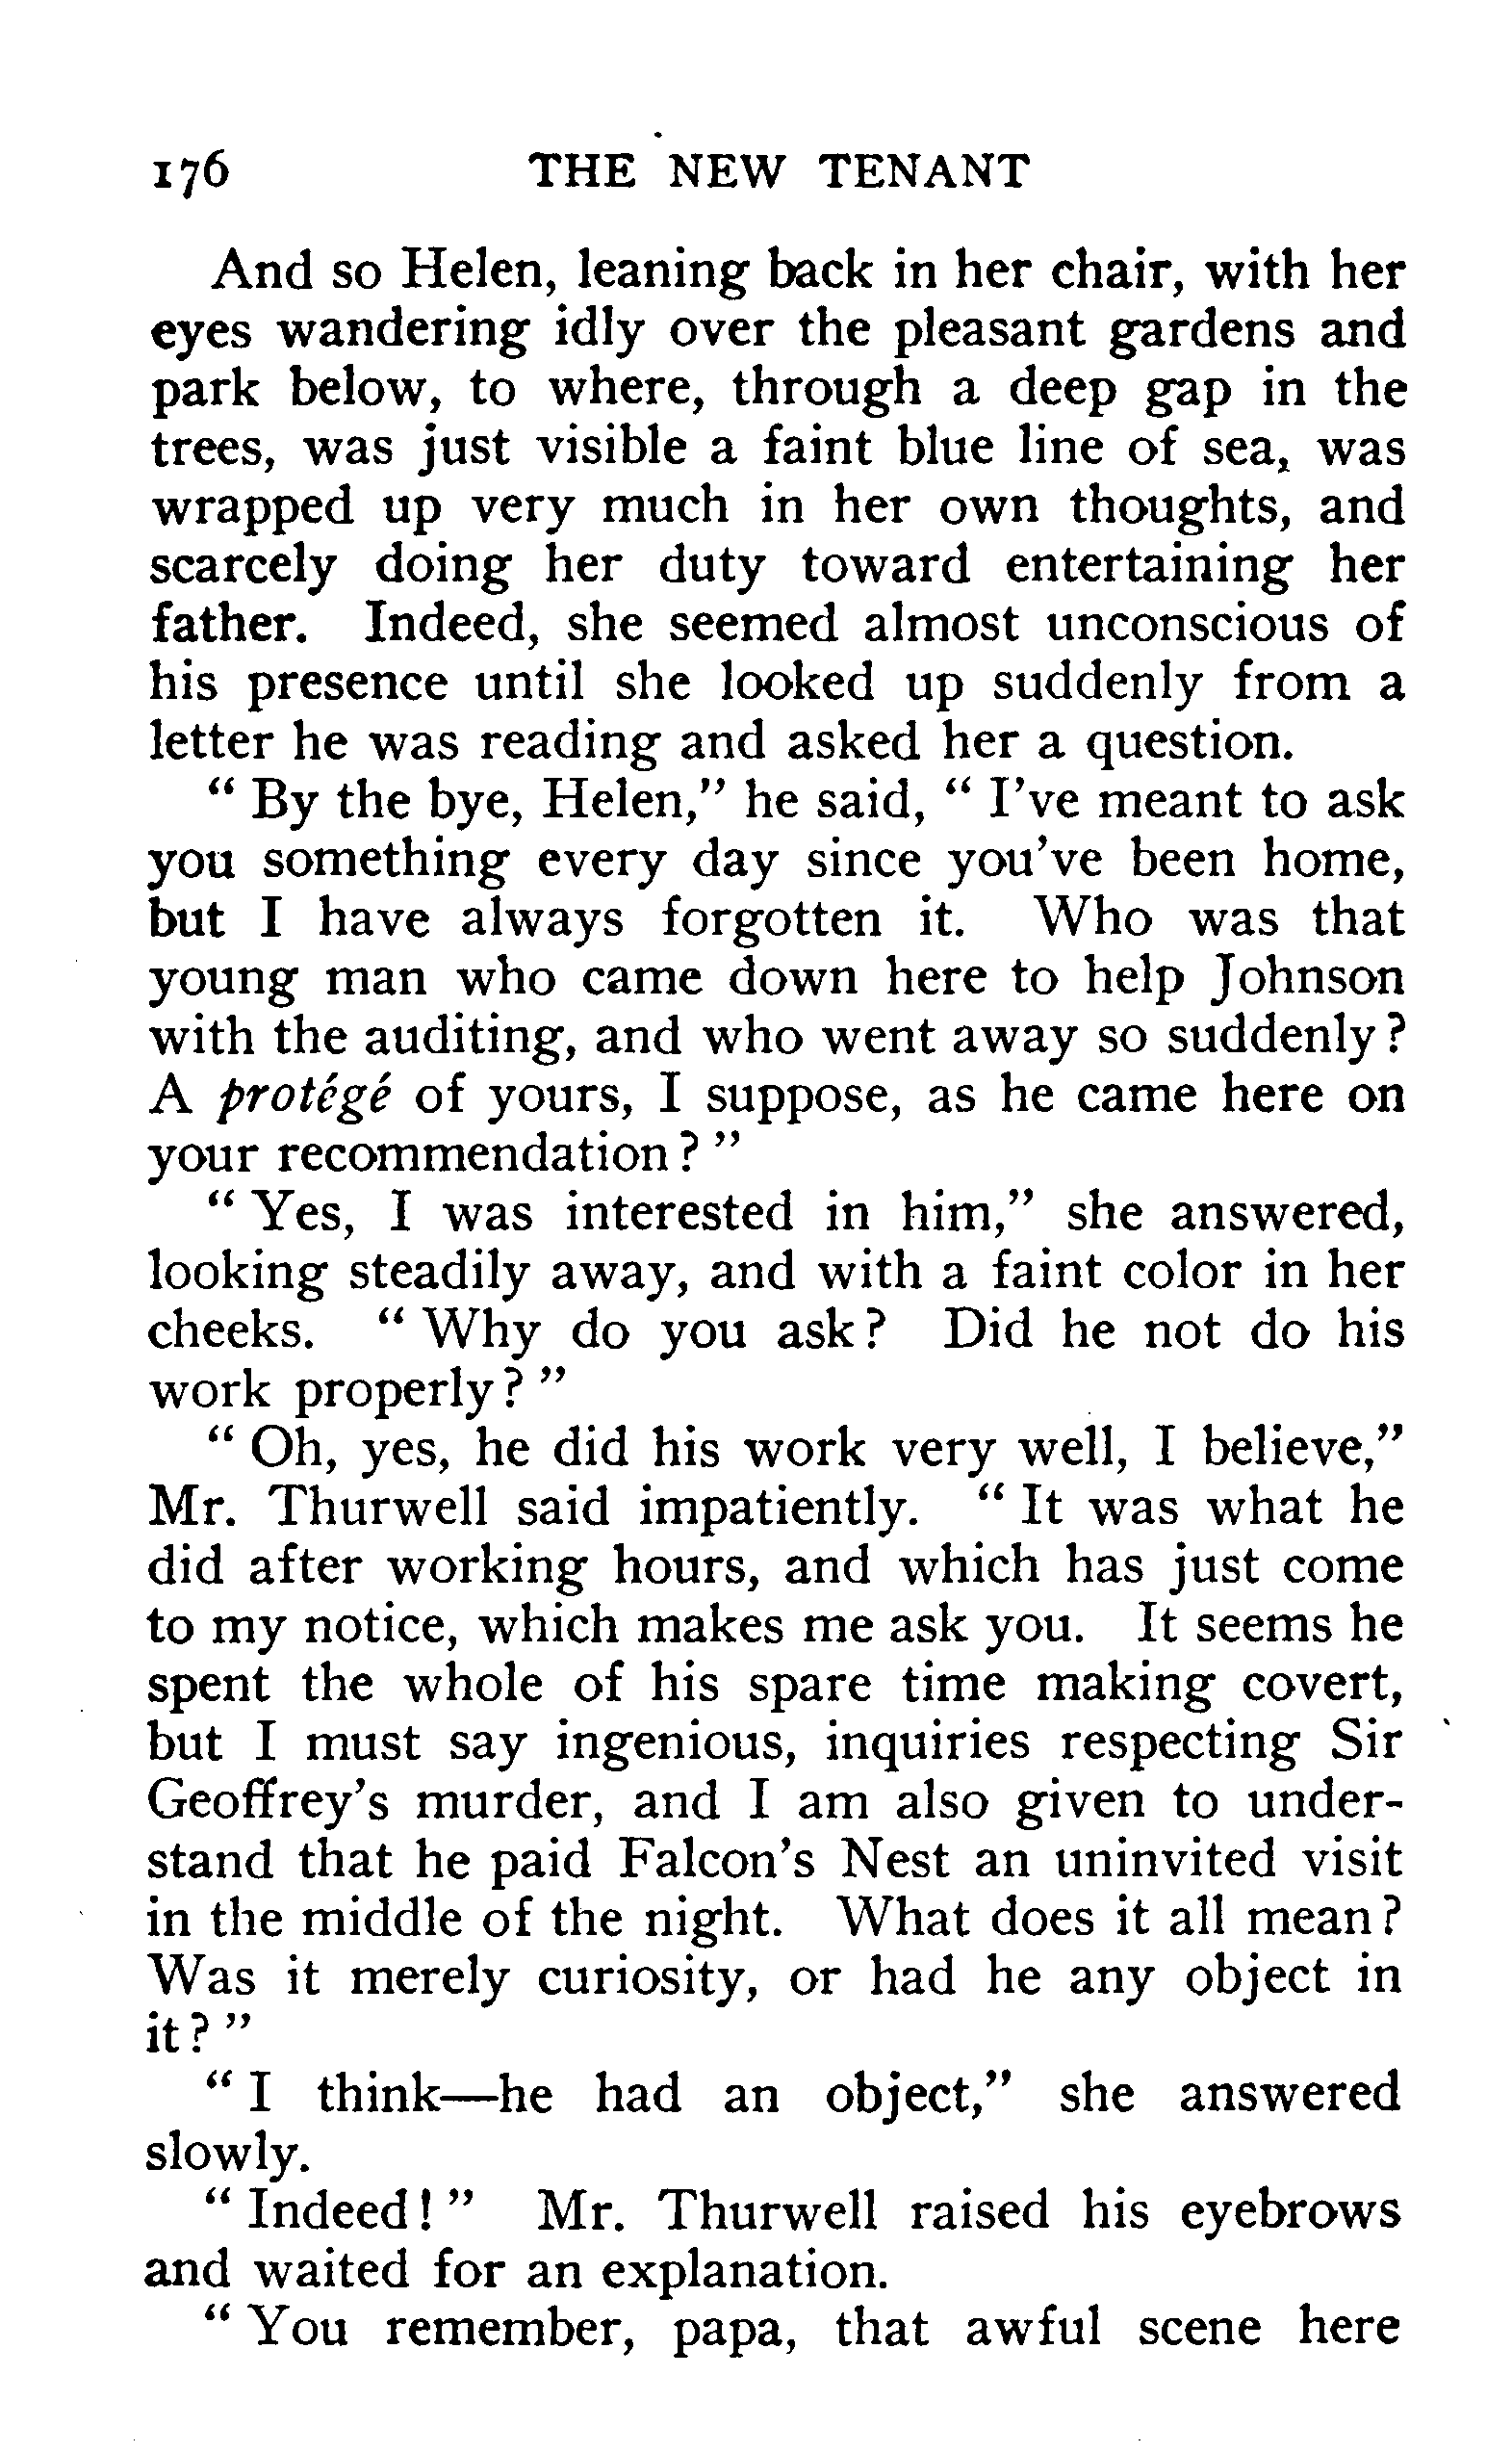 176 THE NEW TENANT
And so Helen, leaning back in her chair, with her
eyes wandering idly over the pleasant gardens and
park below, to where, through a deep gap in the
trees, was just visible a faint blue line of sea, was
wrapped up very much in her own thoughts, and
scarcely doing her duty toward entertaining her
father. Indeed, she seemed almost unconscious of
his presence until she looked up suddenly from a
letter he was reading and asked her a question.
“ By the bye, Helen,” he said, “ I’ve meant to ask
you something every day since you’ve been home,
but I have always forgotten it. Who was that
young man who came down here to help Johnson
with the auditing, and who went away so suddenly ?
A protégé of yours, I suppose, as he came here on
your recommendation ? ”
“ Yes, I was interested in him,” she answered,
looking steadily away, and with a faint color in her
cheeks. “ Why do you ask ? Did he not do his
work properly ? ”
“ Oh, yes, he did his work very well, I believe,”
Mr. Thurwell said impatiently. “ It was what he
did after working hours, and which has just come
to my notice, which makes me ask you. It seems he
spent the whole of his spare time making covert,
but I must say ingenious, inquiries respecting Sir
Geoffrey’s murder, and I am also given to under-
stand that he paid Falcon’s Nest an uninvited visit
in the middle of the night. What does it all mean ?
Was it merely curiosity, or had he any object in
it ? ”
“ I think—he had an object,” she answered
slowly.
“ Indeed ! ” Mr. Thurwell raised his eyebrows
and waited for an explanation.
“ You remember, papa, that awful scene here